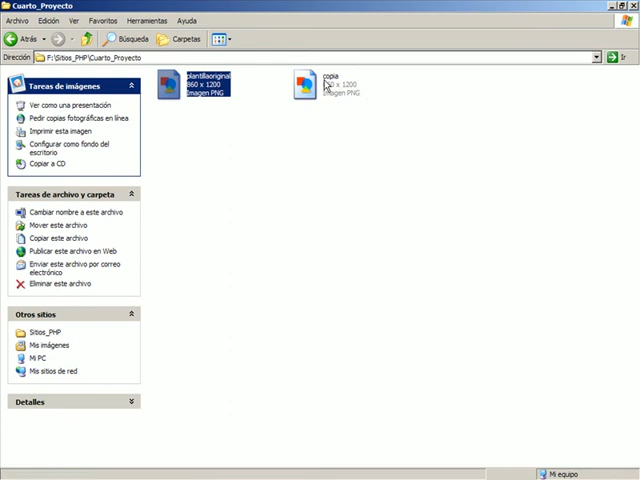 Cuarto_Proyecto
Archivo Edición Ver Favoritos Herramientas Ayuda
Atrás Búsqueda Carpetas
Dirección F:\Sitios_PHP\Cuarto_Proyecto Ir
Tareas de imágenes
Ver como una presentación
Pedir copias fotográficas en línea
Imprimir esta imagen
Configurar como fondo del
escritorio
Copiar a CD
Tareas de archivo y carpeta
Cambiar nombre a este archivo
Mover este archivo
Copiar este archivo
Publicar este archivo en Web
Enviar este archivo por correo
electrónico
Eliminar este archivo
Otros sitios
Sitios_PHP
Mis imágenes
Mi PC
Mis sitios de red
Detalles
plantillaoriginal
860 x 1200
Imagen PNG
copia
x 1200
Imagen PNG
Mi equipo